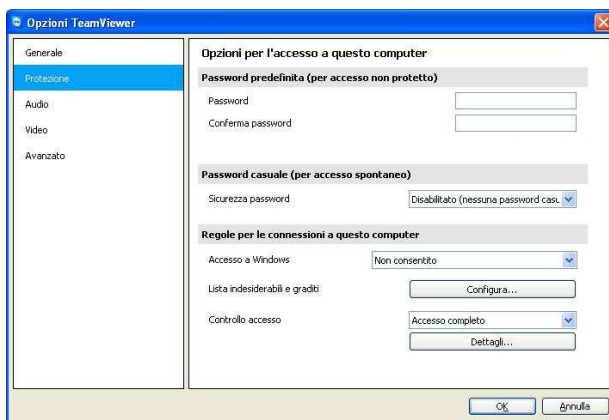 Opzioni TeamViewer
Generale
Protezione
Audio
Video
Avanzato
Opzioni per l'accesso a questo computer
Password predefinita (per accesso non protetto)
Password
Conferma password
Password casuale (per accesso spontaneo)
Sicurezza password Disabilitato (nessuna password casu
Regole per le connessioni a questo computer
Accesso a Windows Non consentito
Lista indesiderabili e graditi Configura...
Controllo accesso Accesso completo
Dettagli...
OK Annulla